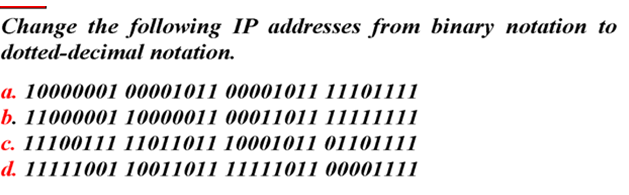 Change the following IP addresses from binary notation to
dotted-decimal notation.
a. 10000001 00001011 00001011 11101111
b. 11000001 10000011 00011011 11111111
c. 11100111 11011011 10001011 01101111
d. 11111001 10011011 11111011 00001111